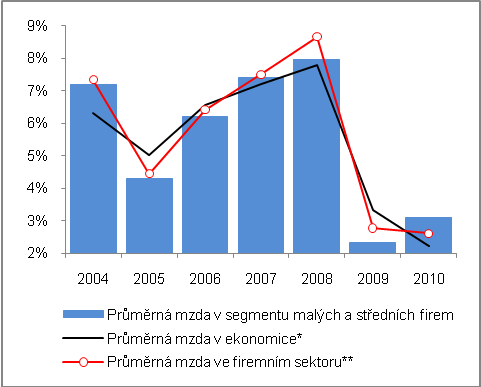 9%
8%
7%
6%
5%
4%
3%
2%
2004 2005 2006 2007 2008 2009 2010
Průměrná mzda v segmentu malých a středních firem
Průměrná mzda v ekonomice*
Průměrná mzda ve firemním sektoru**